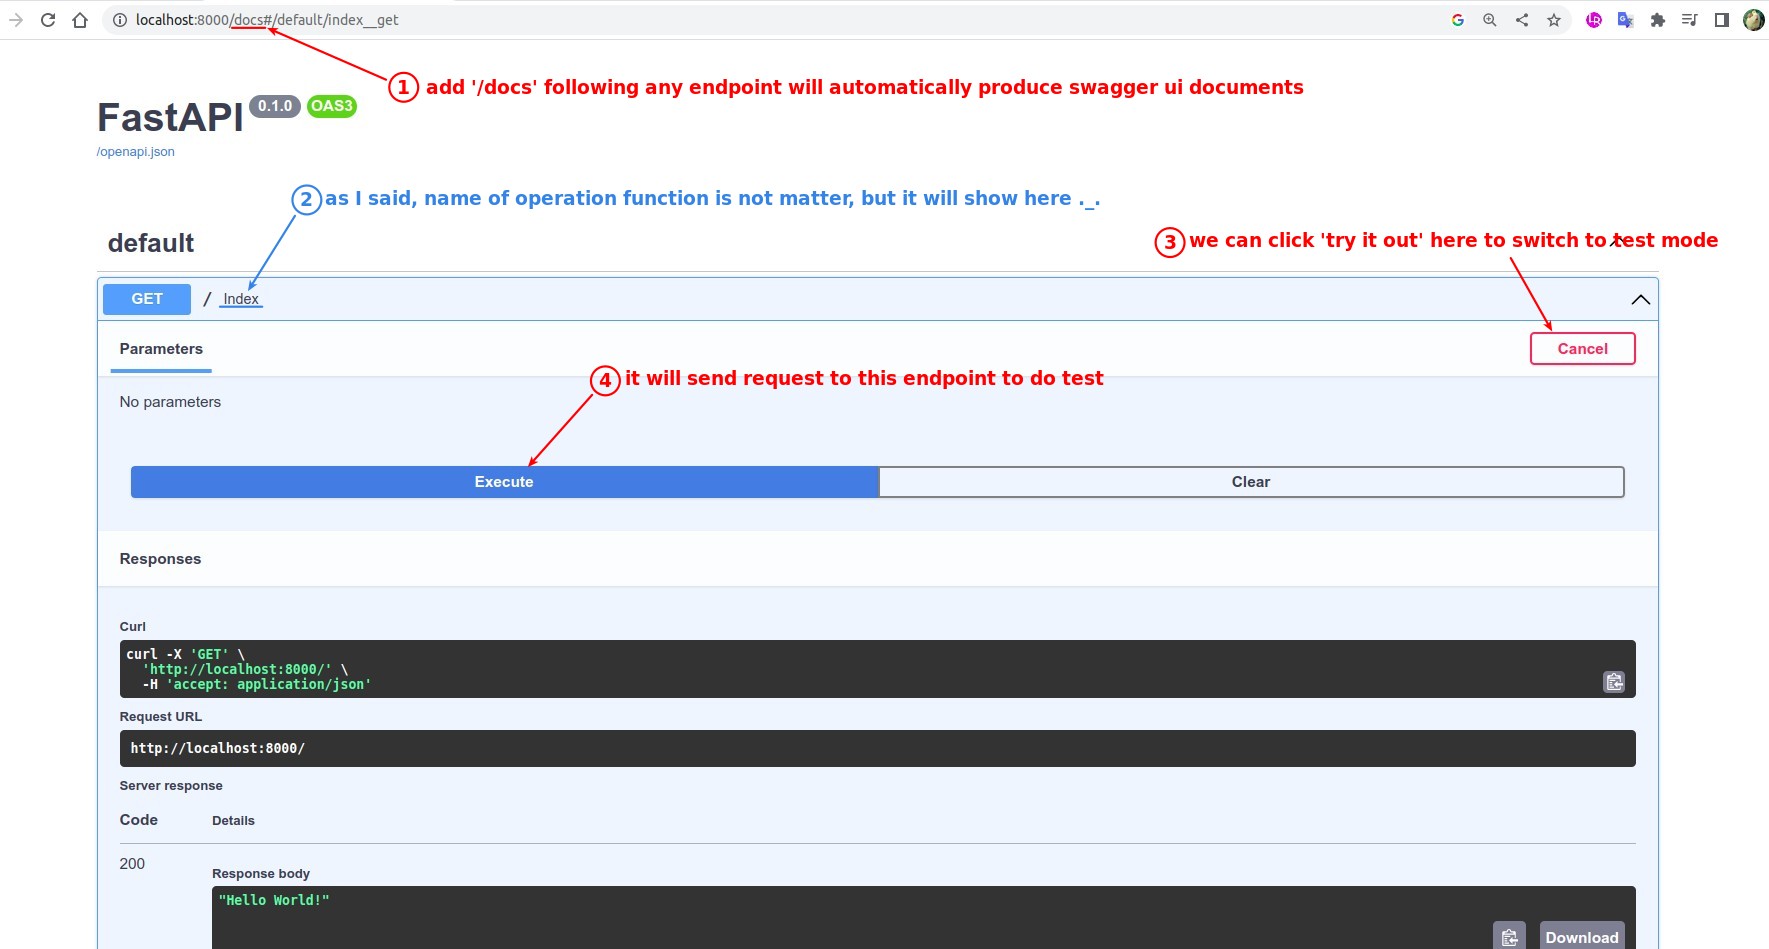 localhost:8000/docs#/default/index__get
1 add '/docs' following any endpoint will automatically produce swagger ui documents
FastAPI 0.1.0 OAS3
/openapi.json
2 as I said, name of operation function is not matter, but it will show here ._.
default
3 we can click 'try it out' here to switch to test mode
GET / Index
Parameters
Cancel
4 it will send request to this endpoint to do test
No parameters
Execute Clear
Responses
Curl
curl -X 'GET' \
'http://localhost:8000/' \
-H 'accept: application/json'
Request URL
http://localhost:8000/
Server response
Code Details
200
Response body
"Hello World!"
Download